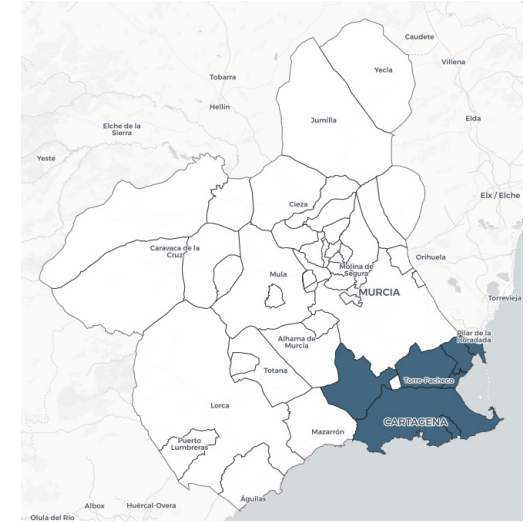 Caudete
Yecla
Villena
Tobarra
Hellín
Jumilla
Elda
Elche de la
Sierra
Yeste
Elx / Elche
Cieza
Caravaca de la
Cruz
Orihuela
Molina de
Segura
Mula
MURCIA
Torrevieja
Pilar de la
Horadada
Alhama de
Murcia
Totana
Torre-Pacheco
Lorca
CARTAGENA
Mazarrón
Puerto
Lumbreras
Águilas
Albox
Huércal-Overa
Olula del Río